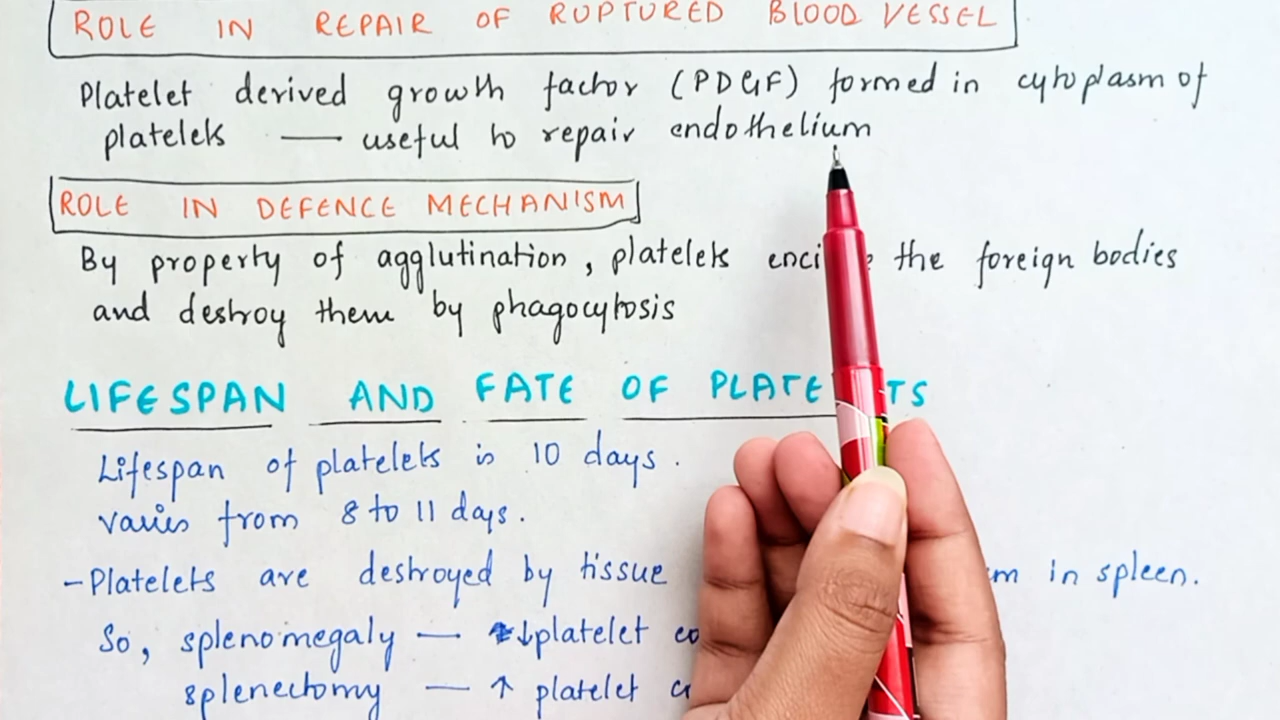 ROLE IN REPAIR OF RUPTURED BLOOD VESSEL
Platelet derived growth factor (PDGF) formed in cytoplasm of
platelets — useful to repair endothelium
ROLE IN DEFENCE MECHANISM
By property of agglutination, platelets the foreign bodies
and destroy them by phagocytosis
LIFESPAN AND FATE OF
Lifespan of platelets is 10 days.
varies from 8 to 11 days.
- Platelets are destroyed by tissue in spleen.
So, splenomegaly — ↓ platelet
splenectomy — ↑ platelet